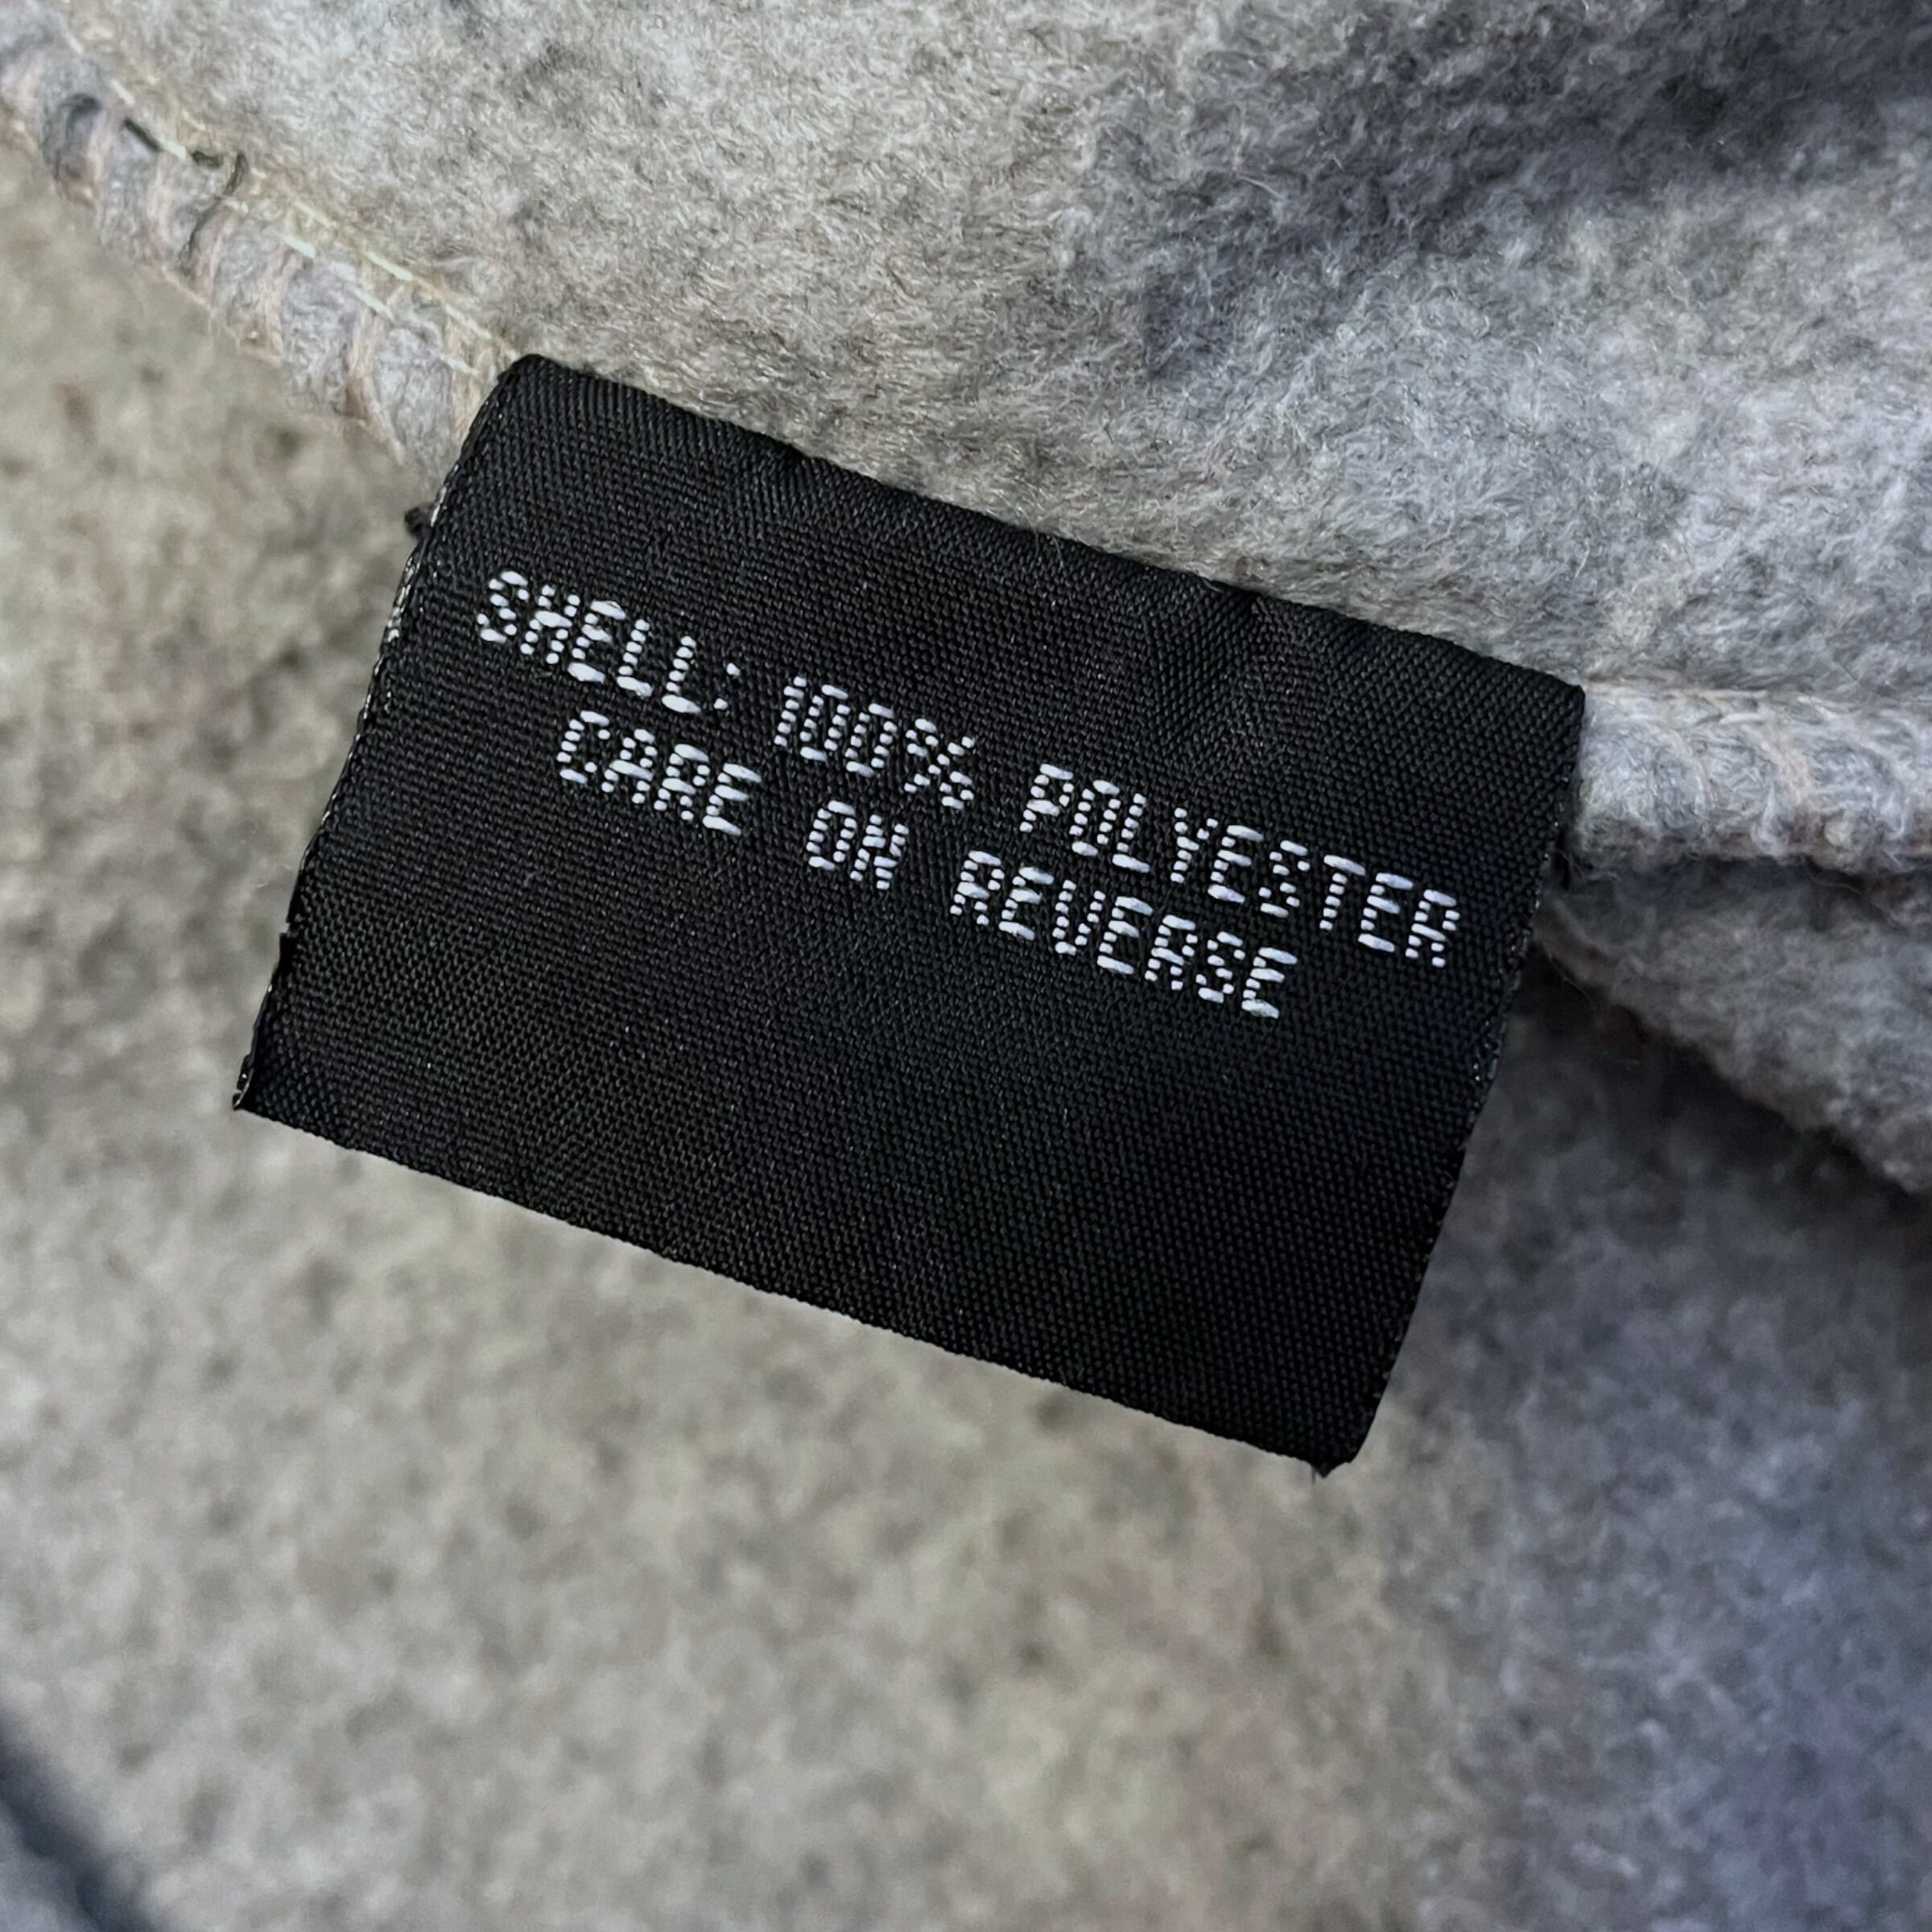 SHELL: 100% POLYESTER
CARE ON REVERSE